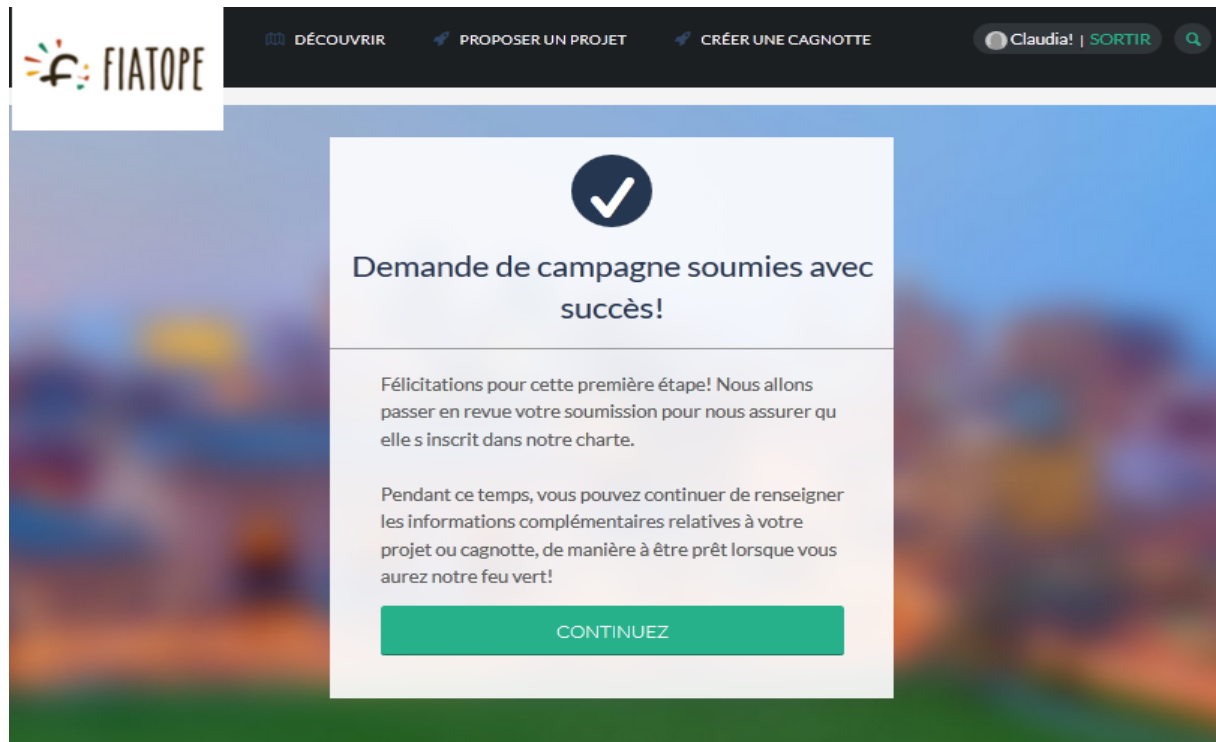 FIATOPE
DÉCOUVRIR
PROPOSER UN PROJET
CRÉER UNE CAGNOTTE
Claudia! | SORTIR
Demande de campagne soumies avec
succès!
Félicitations pour cette première étape! Nous allons
passer en revue votre soumission pour nous assurer qu
elle s inscrit dans notre charte.
Pendant ce temps, vous pouvez continuer de renseigner
les informations complémentaires relatives à votre
projet ou cagnotte, de manière à être prêt lorsque vous
aurez notre feu vert!
CONTINUEZ